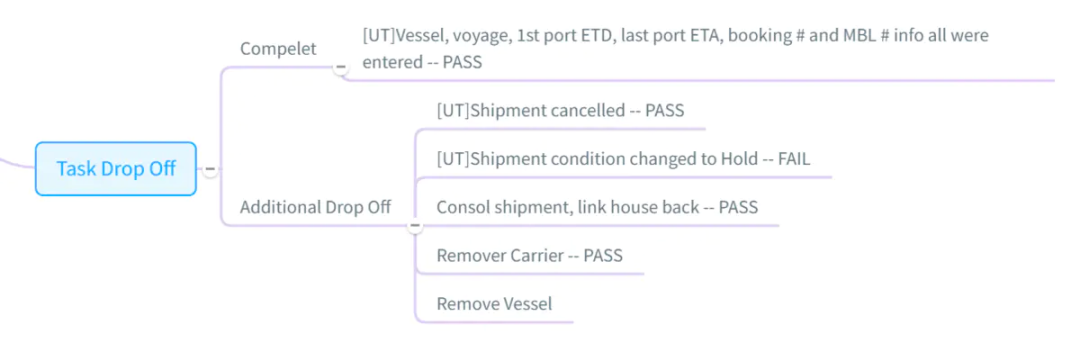 Compelet
[UT]Vessel, voyage, 1st port ETD, last port ETA, booking # and MBL # info all were
entered -- PASS
Task Drop Off
Additional Drop Off
[UT]Shipment cancelled -- PASS
[UT]Shipment condition changed to Hold -- FAIL
Consol shipment, link house back -- PASS
Remover Carrier -- PASS
Remove Vessel